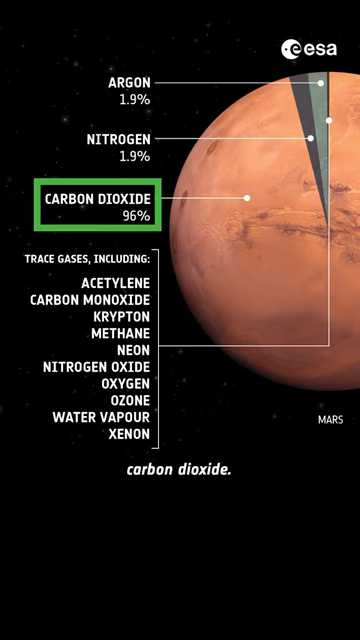 esa
ARGON
1.9%
NITROGEN
1.9%
CARBON DIOXIDE
96%
TRACE GASES, INCLUDING:
ACETYLENE
CARBON MONOXIDE
KRYPTON
METHANE
NEON
NITROGEN OXIDE
OXYGEN
OZONE
WATER VAPOUR
XENON
MARS
carbon dioxide.